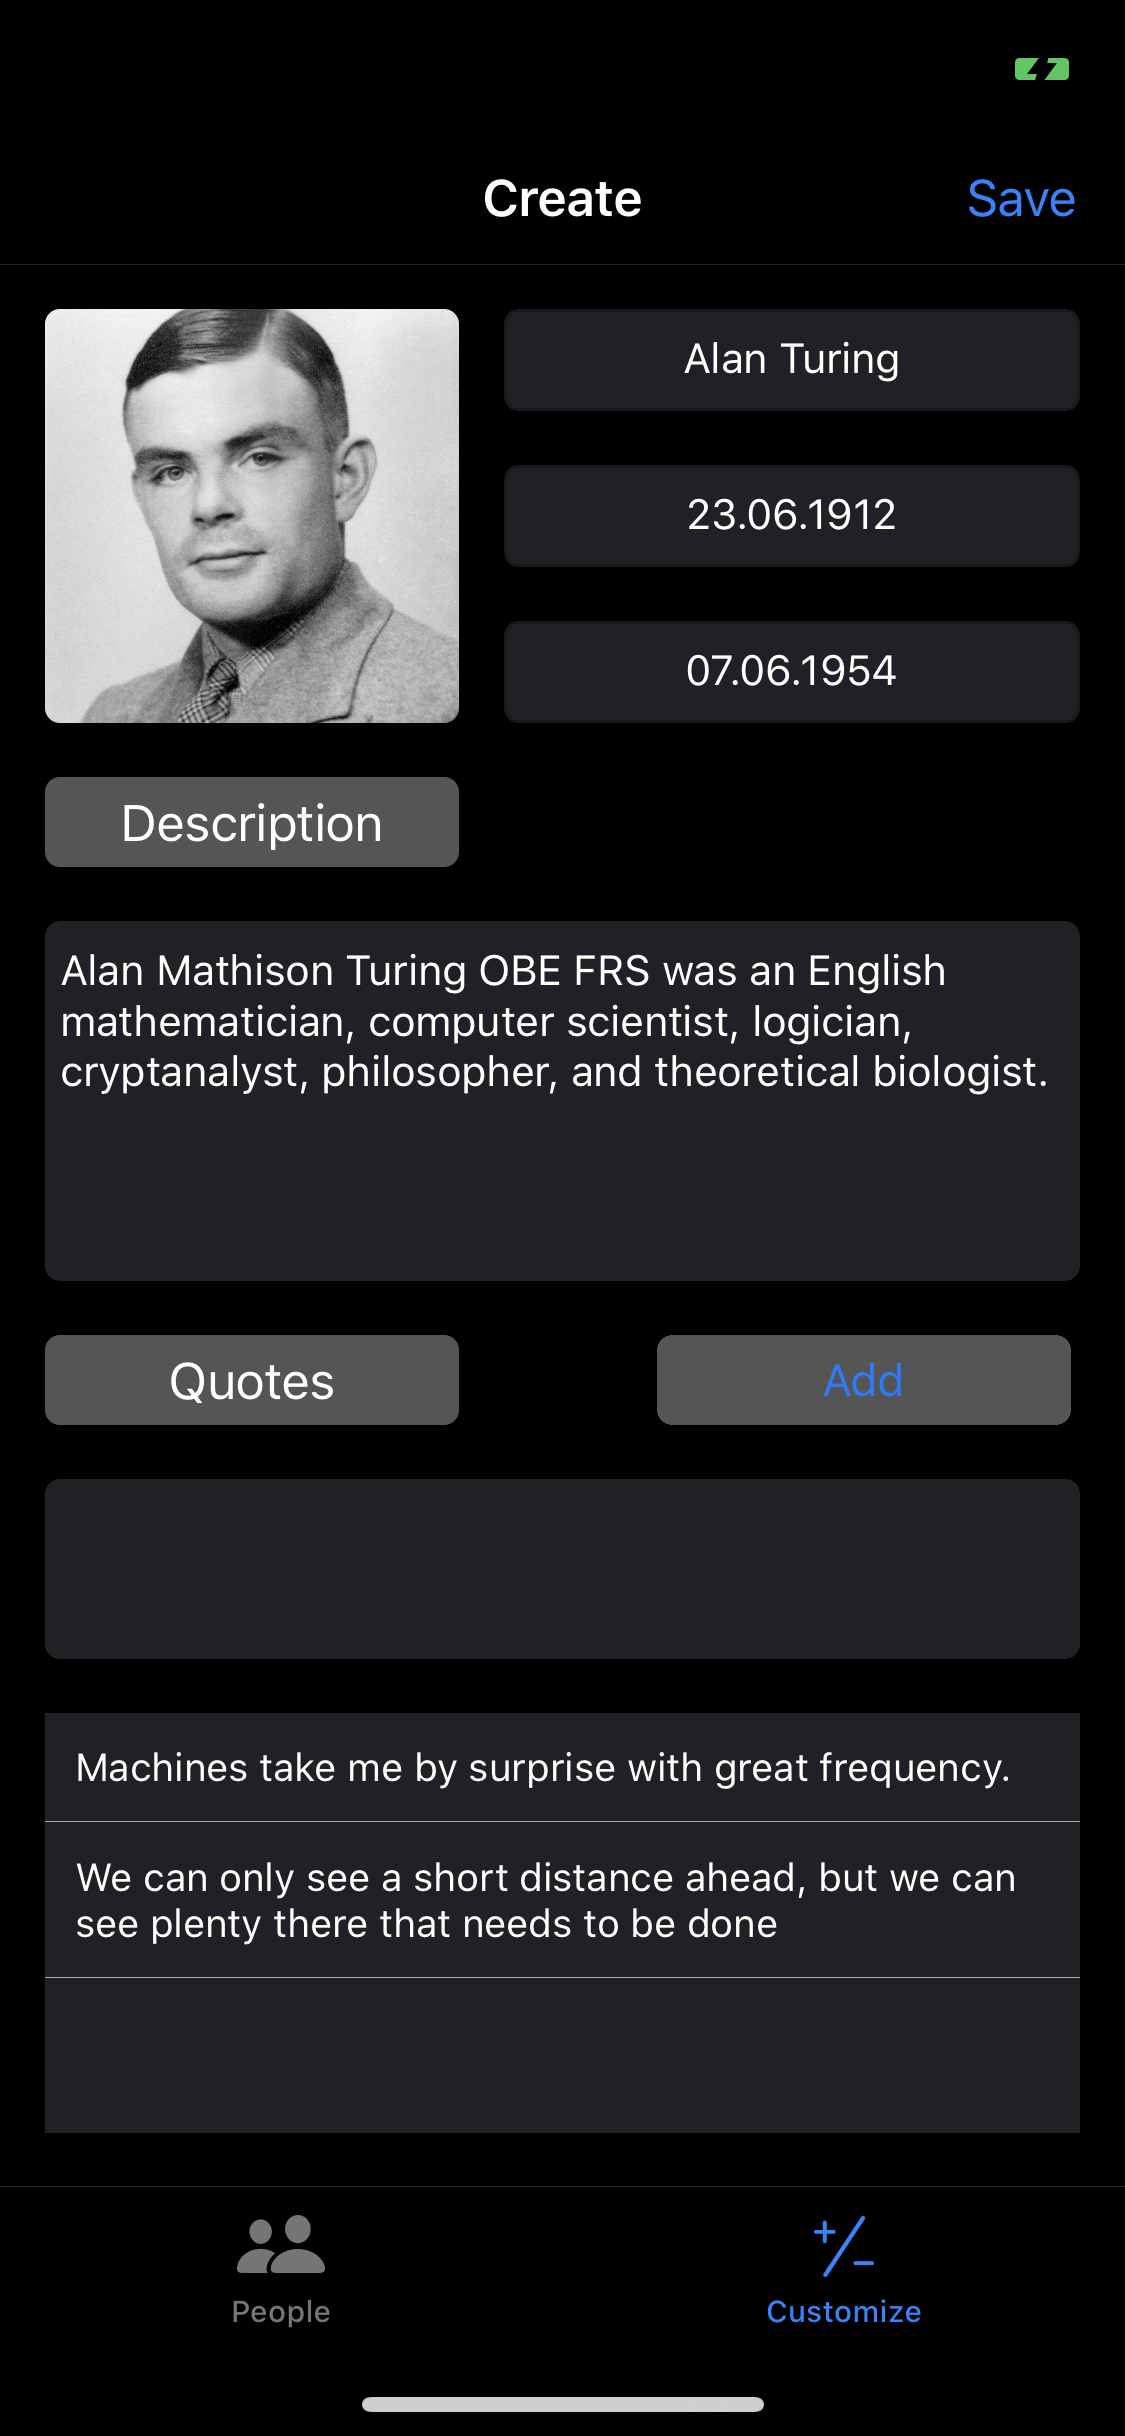 Create
Save
Alan Turing
23.06.1912
07.06.1954
Description
Alan Mathison Turing OBE FRS was an English
mathematician, computer scientist, logician,
cryptanalyst, philosopher, and theoretical biologist.
Quotes
Add
Machines take me by surprise with great frequency.
We can only see a short distance ahead, but we can
see plenty there that needs to be done
People
Customize